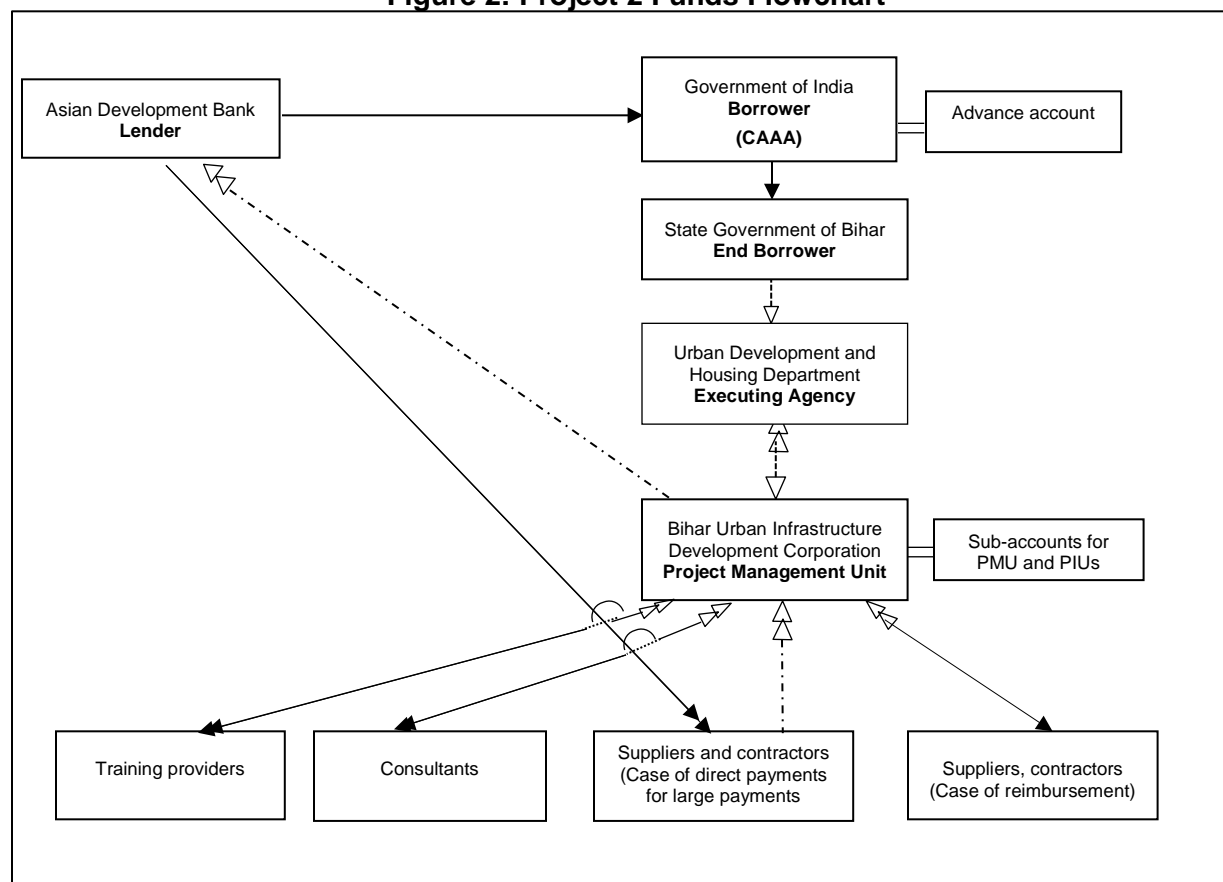 Figure 2: Project 2 Funds Flowchart
Asian Development Bank
Lender
Government of India
Borrower
(CAAA)
Advance account
State Government of Bihar
End Borrower
Urban Development and
Housing Department
Executing Agency
Bihar Urban Infrastructure
Development Corporation
Project Management Unit
Sub-accounts for
PMU and PIUs
Training providers
Consultants
Suppliers and contractors
(Case of direct payments
for large payments
Suppliers, contractors
(Case of reimbursement)